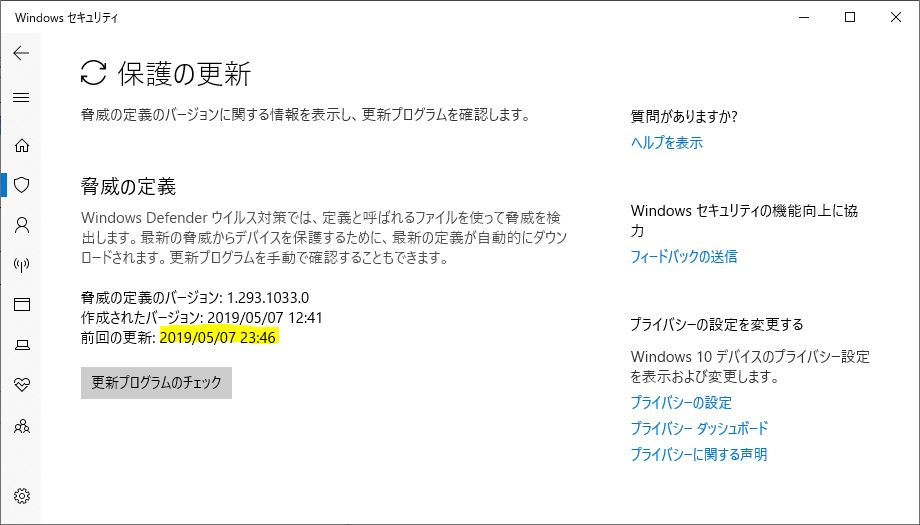 Windows セキュリティ
保護の更新
脅威の定義のバージョンに関する情報を表示し、更新プログラムを確認します。
脅威の定義
Windows Defender ウイルス対策では、定義と呼ばれるファイルを使って脅威を検
出します。最新の脅威からデバイスを保護するために、最新の定義が自動的にダウン
ロードされます。更新プログラムを手動で確認することもできます。
脅威の定義のバージョン: 1.293.1033.0
作成されたバージョン: 2019/05/07 12:41
前回の更新: 2019/05/07 23:46
更新プログラムのチェック
質問がありますか?
ヘルプを表示
Windows セキュリティの機能向上に協
力
フィードバックの送信
プライバシーの設定を変更する
Windows 10 デバイスのプライバシー設定
を表示および変更します。
プライバシーの設定
プライバシー ダッシュボード
プライバシーに関する声明